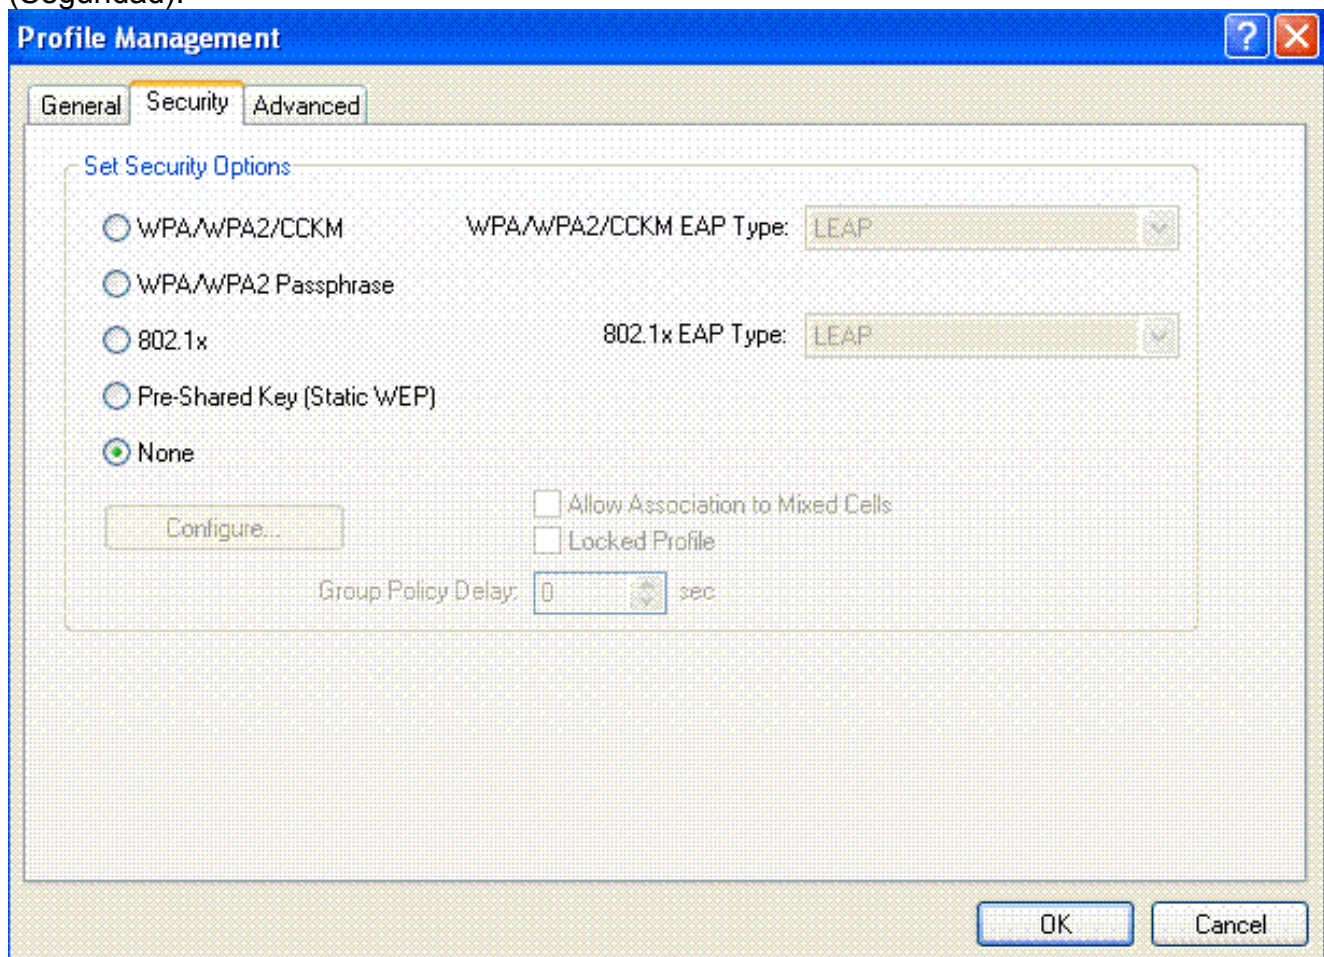 (Seguridad).
Profile Management
General Security Advanced
Set Security Options
WPA/WPA2/CCKM WPA/WPA2/CCKM EAP Type: LEAP
WPA/WPA2 Passphrase
802.1x 802.1x EAP Type: LEAP
Pre-Shared Key (Static WEP)
None
Configure... Allow Association to Mixed Cells
Locked Profile
Group Policy Delay: 0 sec
OK Cancel